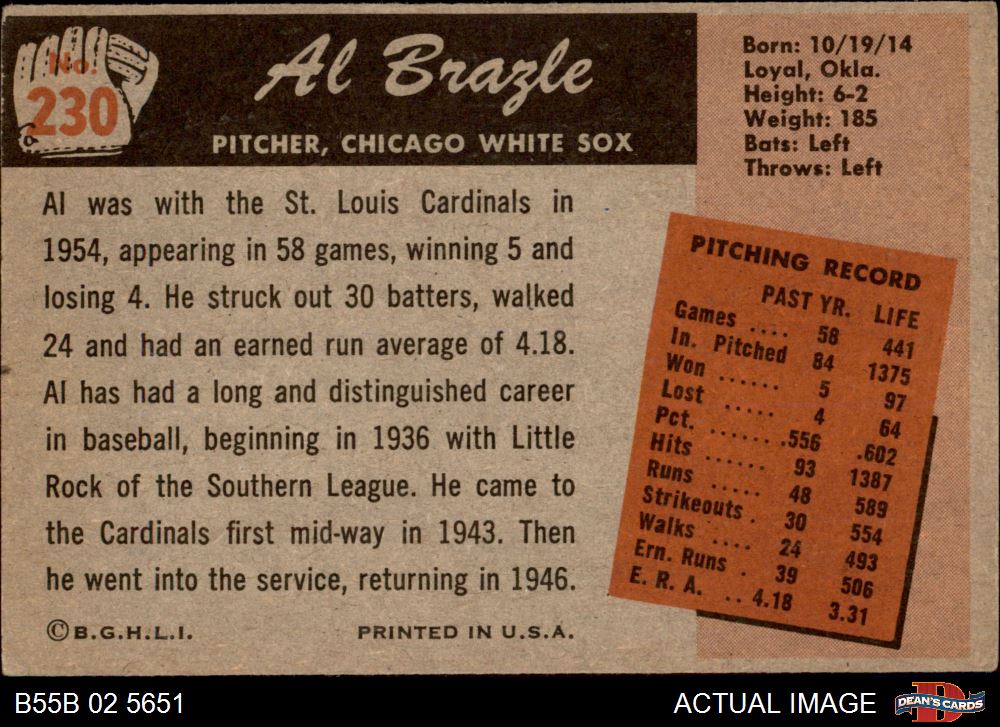 No.
230
Al Brazle
PITCHER, CHICAGO WHITE SOX
Born: 10/19/14
Loyal, Okla.
Height: 6-2
Weight: 185
Bats: Left
Throws: Left
Al was with the St. Louis Cardinals in
1954, appearing in 58 games, winning 5 and
losing 4. He struck out 30 batters, walked
24 and had an earned run average of 4.18.
Al has had a long and distinguished career
in baseball, beginning in 1936 with Little
Rock of the Southern League. He came to
the Cardinals first mid-way in 1943. Then
he went into the service, returning in 1946.
©B.G.H.L.I. PRINTED IN U.S.A.
PITCHING RECORD
PAST YR. LIFE
Games .... 58 441
In. Pitched 84 1375
Won ...... 5 97
Lost ..... 4 64
Pct. ....... .556 .602
Hits ...... 93 1387
Runs ..... 48 589
Strikeouts . 30 554
Walks .... 24 493
Ern. Runs . 39 506
E. R. A. .. 4.18 3.31
B55B 02 5651 ACTUAL IMAGE
D
DEAN'S CARDS